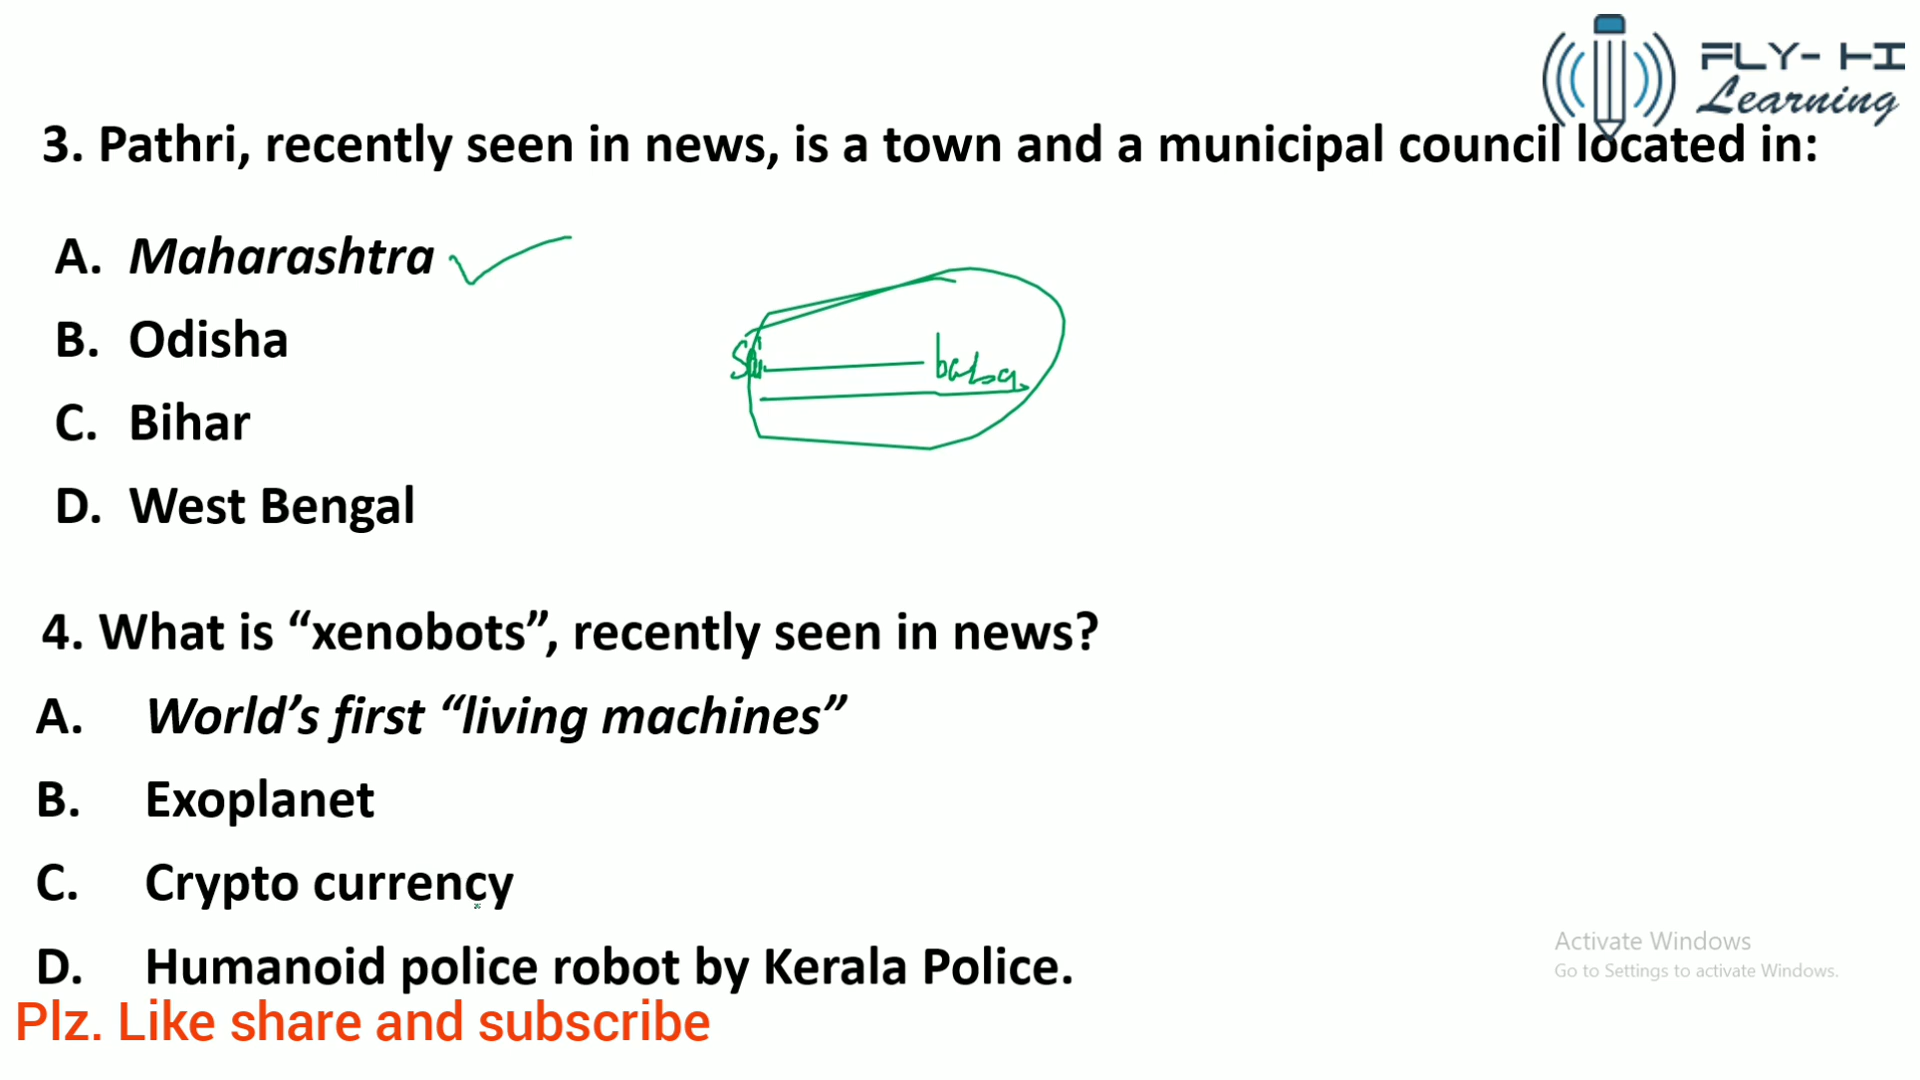 FLY-HI
Learning
3. Pathri, recently seen in news, is a town and a municipal council located in:
A. Maharashtra
B. Odisha
baba
C. Bihar
D. West Bengal
4. What is “xenobots”, recently seen in news?
A. World’s first “living machines”
B. Exoplanet
C. Crypto currency
D. Humanoid police robot by Kerala Police.
Activate Windows
Go to Settings to activate Windows.
Plz. Like share and subscribe